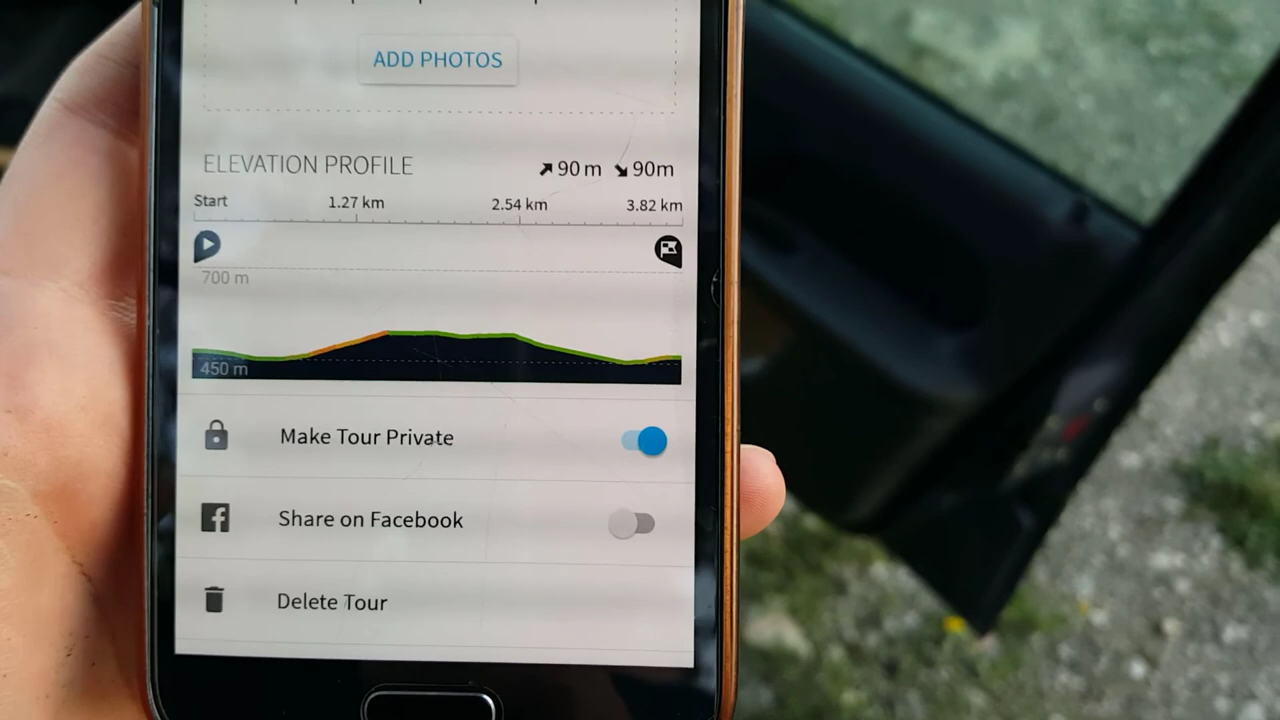 ADD PHOTOS
ELEVATION PROFILE 90 m 90m
Start 1.27 km 2.54 km 3.82 km
700 m
450 m
Make Tour Private
Share on Facebook
Delete Tour